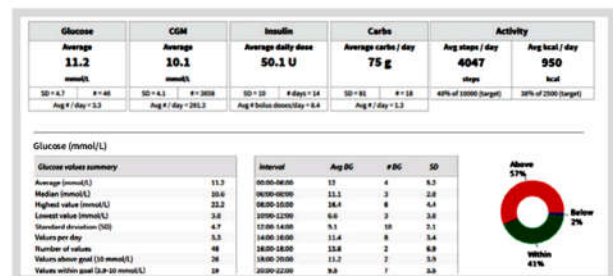 Glucose CGM Insulin Carbs Activity
Average Average Average daily dose Average carbs / day Avg steps / day Avg kcal / day
11.2 10.1 50.1 U 75 g 4047 950
mmol/L mmol/L steps kcal
SD = 4.7 # = 46 SD = 4.1 # = 3658 SD = 10 # days = 14 SD = 81 # = 18 40% of 10000 (target) 38% of 2500 (target)
Avg # / day = 3.3 Avg # / day = 261.3 Avg # bolus doses/day = 8.4 Avg # / day = 1.3
Glucose (mmol/L)
Glucose values summary Interval Avg BG # BG SD
Average (mmol/L) 11.2 00:00-06:00 12 4 5.2
Median (mmol/L) 10.6 06:00-08:00 11.1 3 2.8
Highest value (mmol/L) 22.2 08:00-10:00 18.4 6 4.4
Lowest value (mmol/L) 3.8 10:00-12:00 6.6 3 3.8
Standard deviation (SD) 4.7 12:00-14:00 9.1 10 2.1
Values per day 3.3 14:00-16:00 11.4 8 3.4
Number of values 46 16:00-18:00 13.8 2 6.9
Values above goal (10 mmol/L) 26 18:00-20:00 11.2 2 3.9
Values within goal (3.9-10 mmol/L) 19 20:00-22:00 9.5 7 3.5
Above
57%
Below
2%
Within
41%